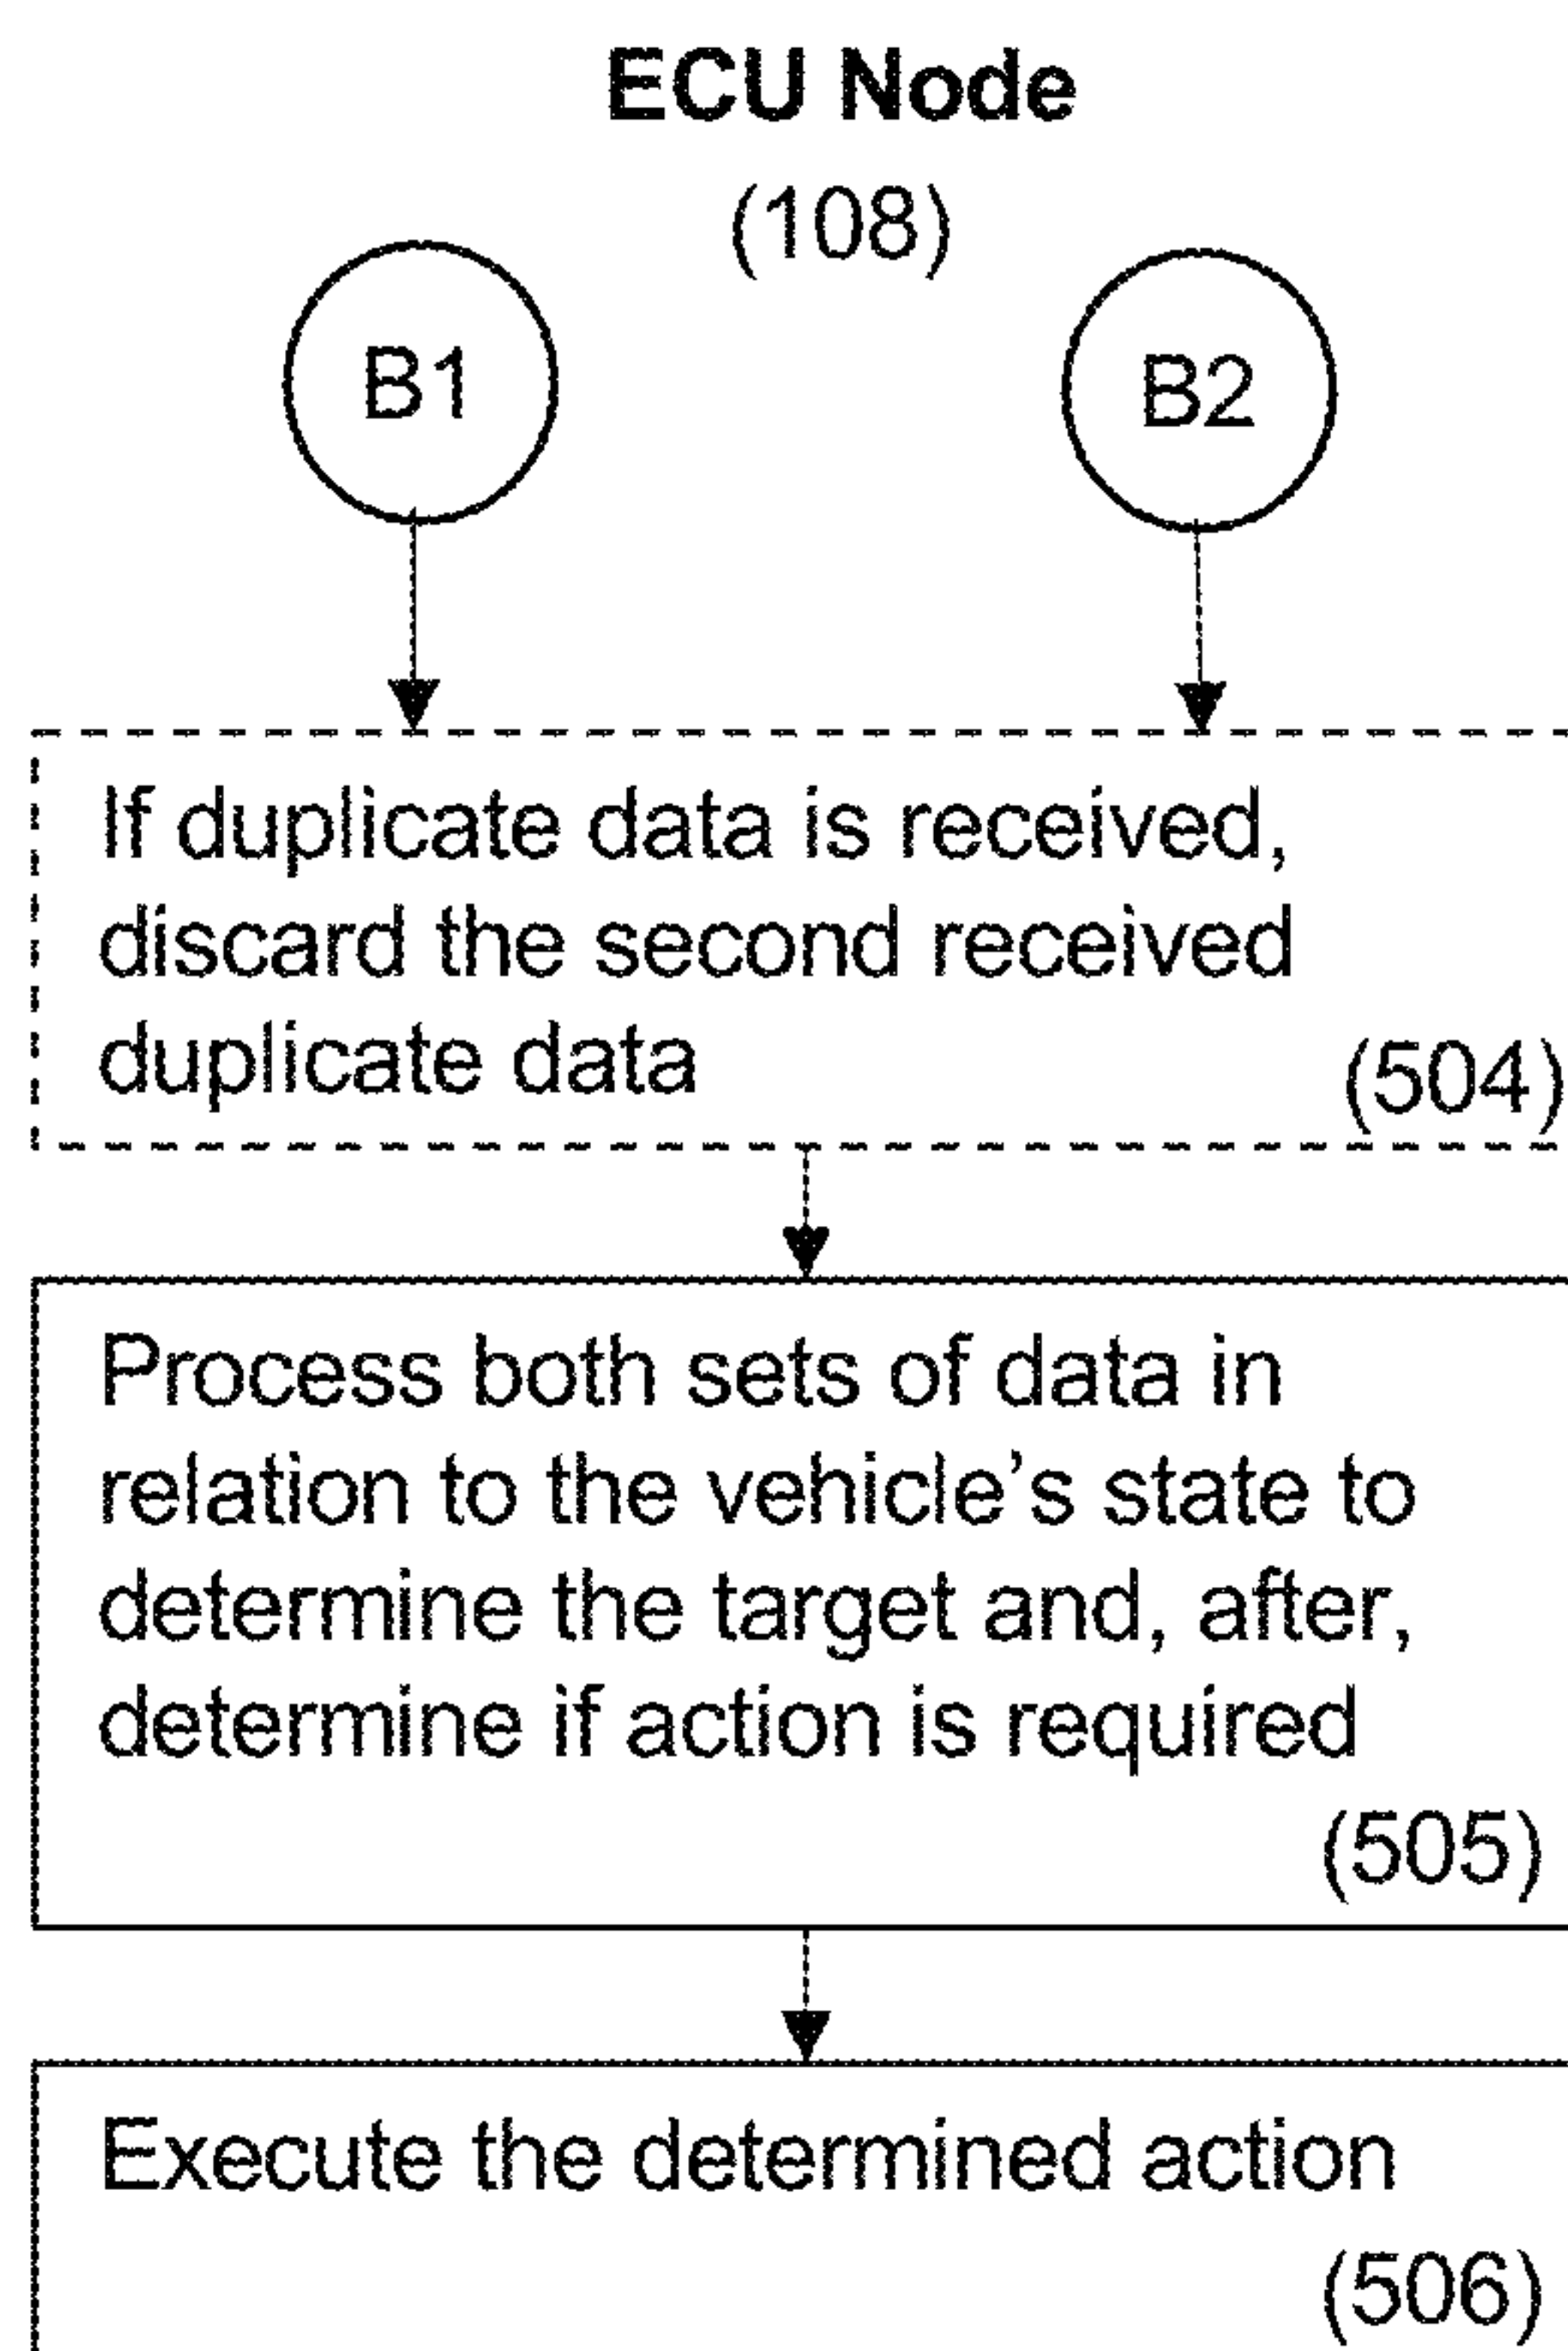 ECU Node
(108)
B1
B2
If duplicate data is received,
discard the second received
duplicate data
(504)
Process both sets of data in
relation to the vehicle's state to
determine the target and, after,
determine if action is required
(505)
Execute the determined action
(506)